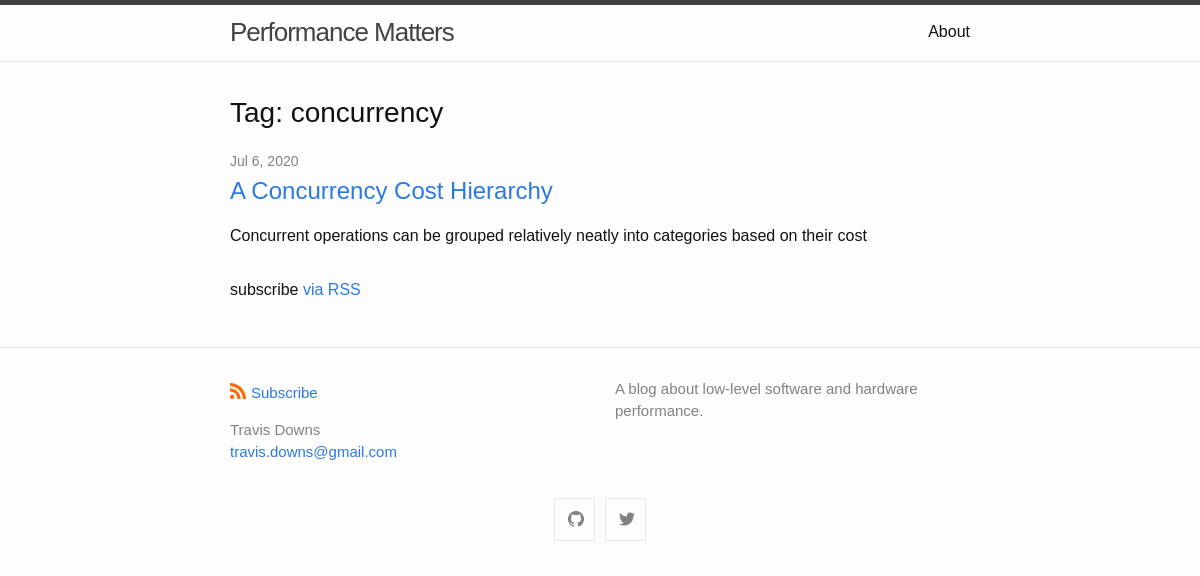 Performance Matters
About
Tag: concurrency
Jul 6, 2020
A Concurrency Cost Hierarchy
Concurrent operations can be grouped relatively neatly into categories based on their cost
subscribe via RSS
Subscribe
Travis Downs
travis.downs@gmail.com
A blog about low-level software and hardware
performance.